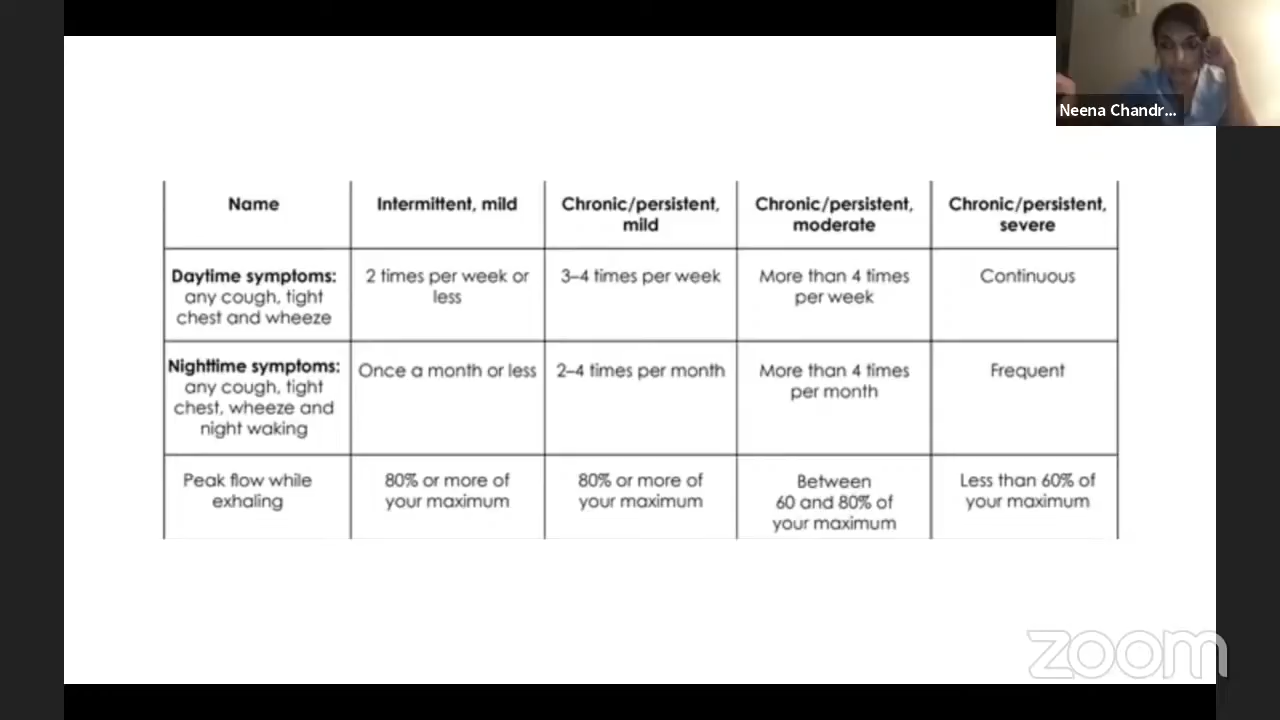 Neena Chandr...
Name
Intermittent, mild
Chronic/persistent,
mild
Chronic/persistent,
moderate
Chronic/persistent,
severe
Daytime symptoms:
any cough, tight
chest and wheeze
2 times per week or
less
3–4 times per week
More than 4 times
per week
Continuous
Nighttime symptoms:
any cough, tight
chest, wheeze and
night waking
Once a month or less
2–4 times per month
More than 4 times
per month
Frequent
Peak flow while
exhaling
80% or more of
your maximum
80% or more of
your maximum
Between
60 and 80% of
your maximum
Less than 60% of
your maximum
zoom